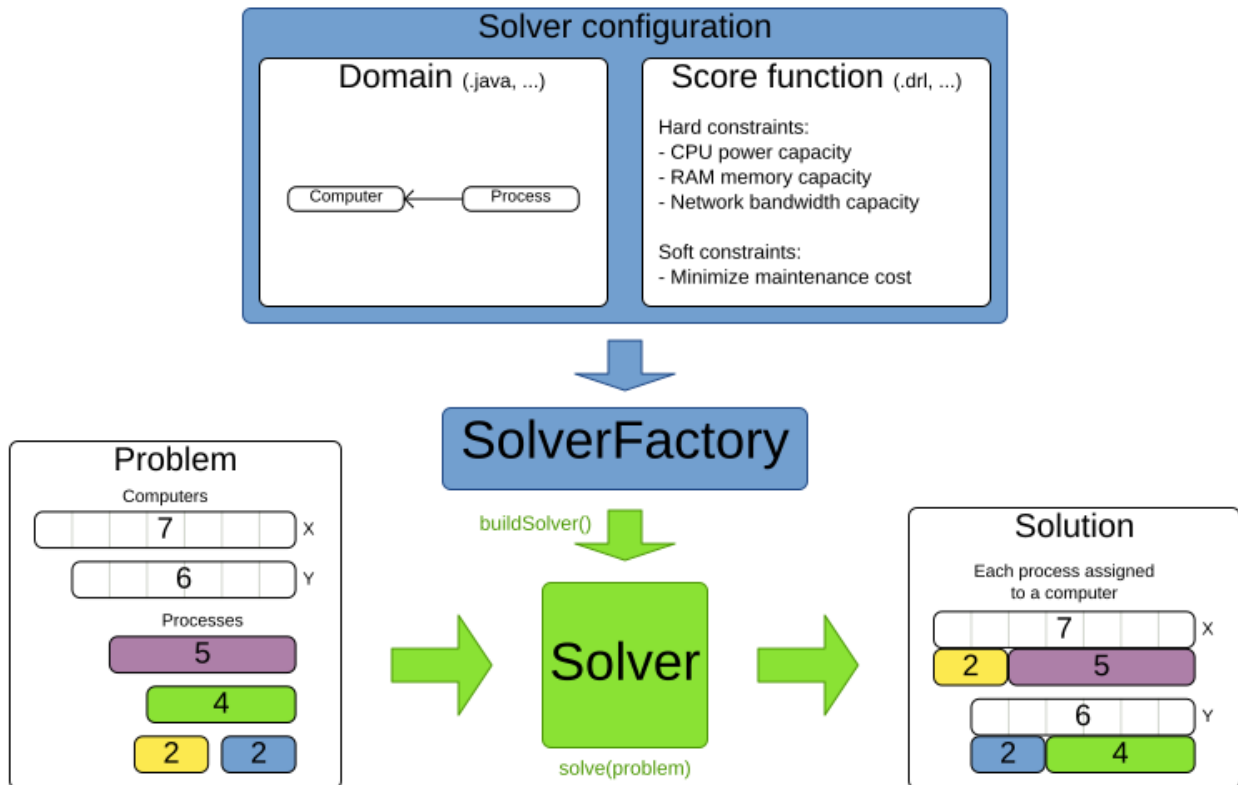 Solver configuration
Domain (.java, ...)
Computer
Process
Score function (.drl, ...)
Hard constraints:
- CPU power capacity
- RAM memory capacity
- Network bandwidth capacity
Soft constraints:
- Minimize maintenance cost
SolverFactory
buildSolver()
Problem
Computers
7 X
6 Y
Processes
5
4
2 2
Solver
solve(problem)
Solution
Each process assigned
to a computer
7 X
2 5
6 Y
2 4